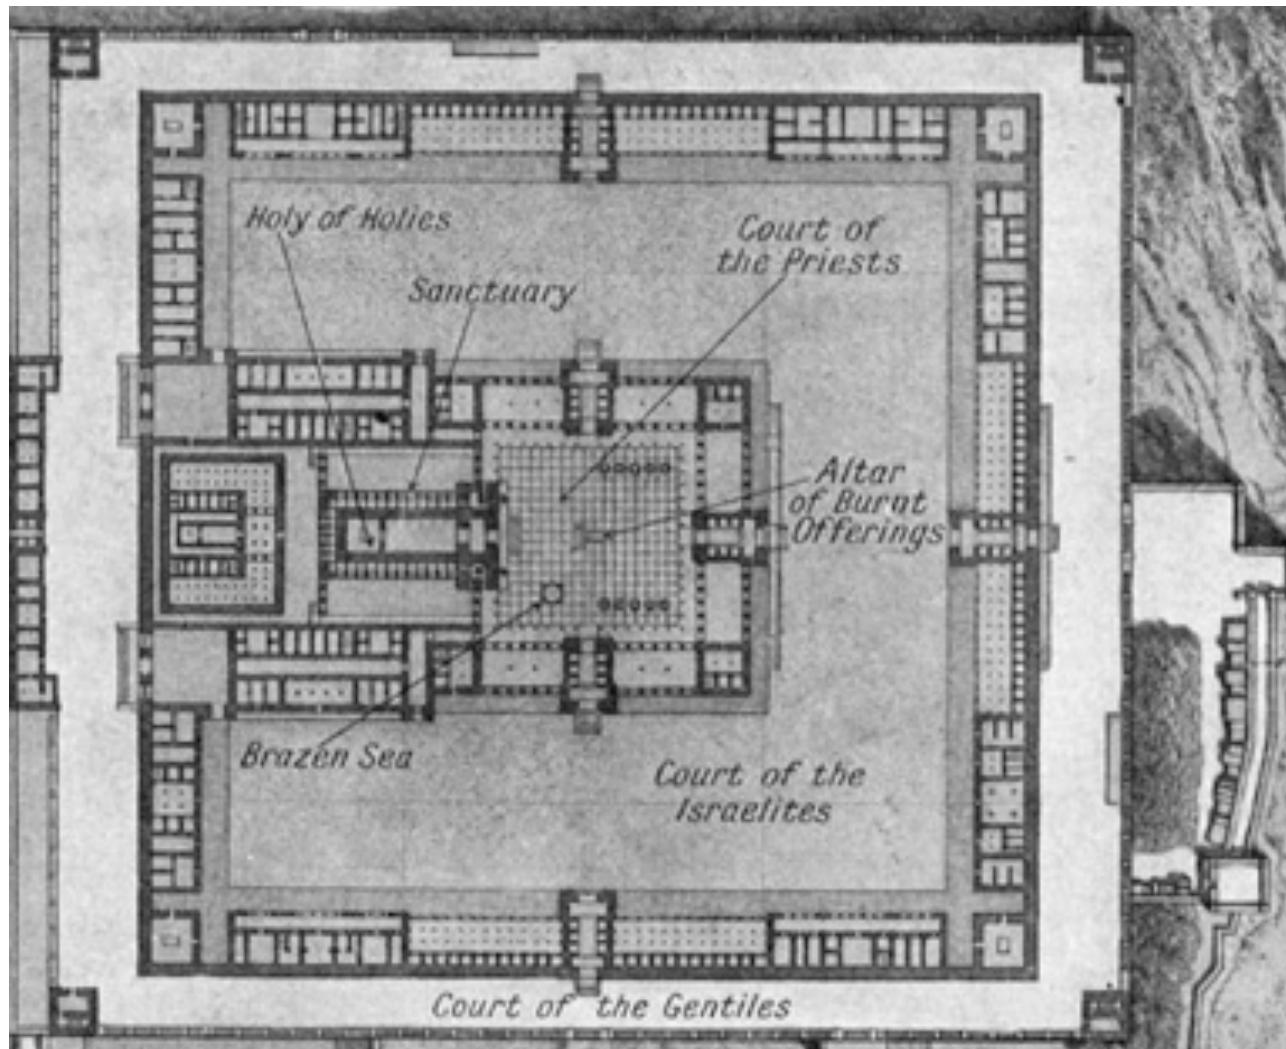 Holy of Holies
Court of
the Priests
Sanctuary
Altar
of Burnt
Offerings
Brazen Sea
Court of the
Israelites
Court of the Gentiles